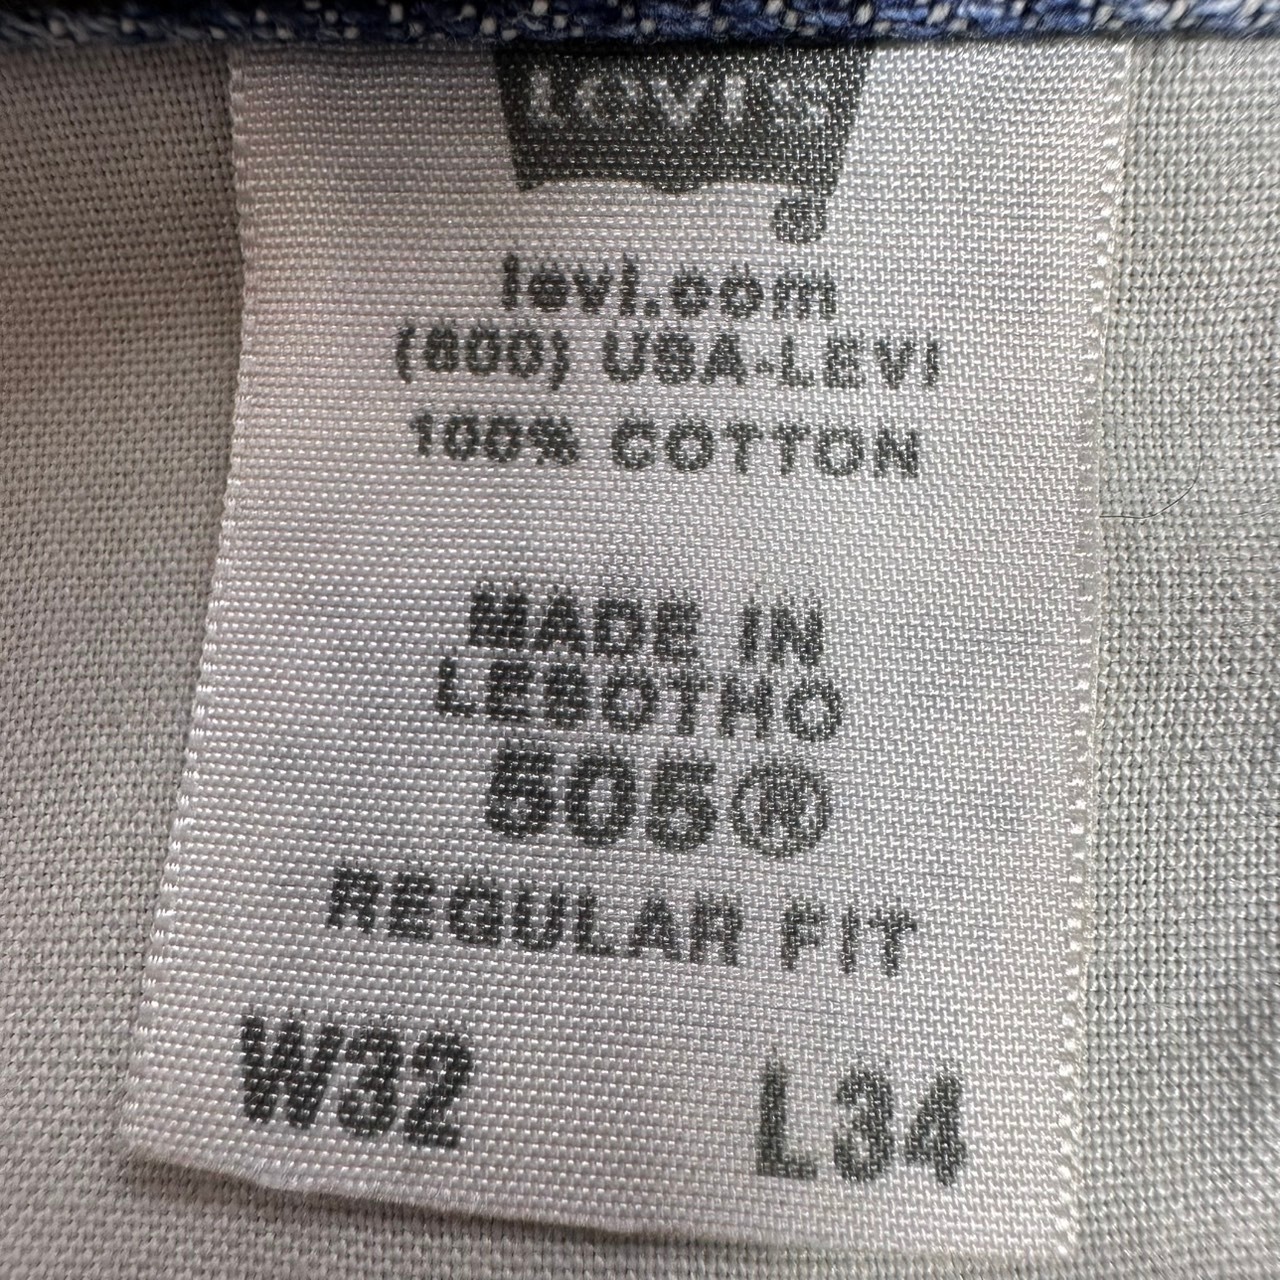 Levi's
®
levi.com
(800) USA-LEVI
100% COTTON
MADE IN
LESOTHO
505®
REGULAR FIT
W32 L34